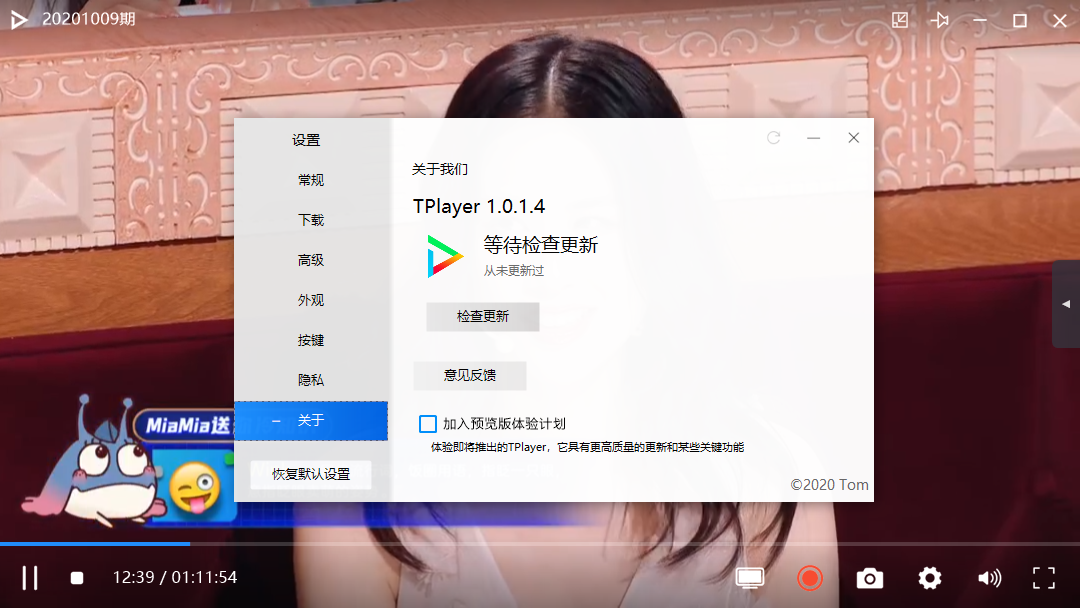 20201009期
设置
常规
下载
高级
外观
按键
隐私
关于
恢复默认设置
关于我们
TPlayer 1.0.1.4
等待检查更新
从未更新过
检查更新
意见反馈
加入预览版体验计划
体验即将推出的TPlayer，它具有更高质量的更新和某些关键功能
©2020 Tom
MiaMia送
12:39 / 01:11:54